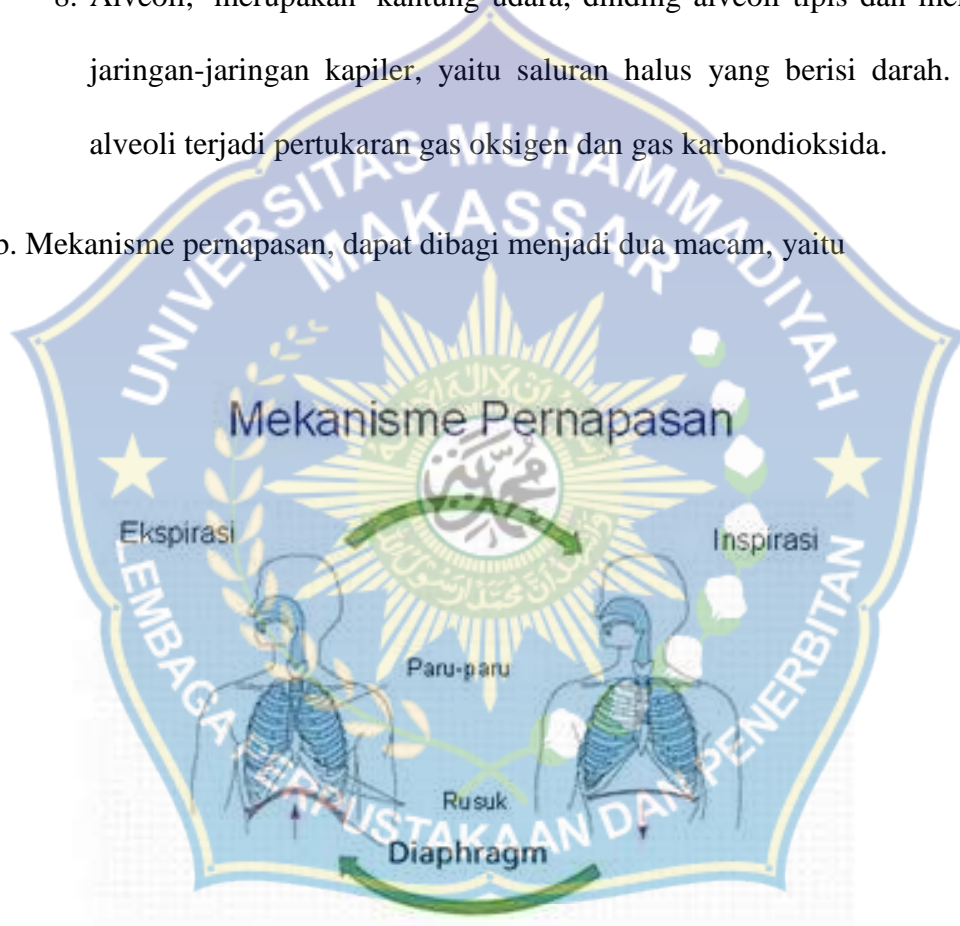 8. Alveoli, merupakan kantung udara, dinding alveoli tipis dan
jaringan-jaringan kapiler, yaitu saluran halus yang berisi darah.
alveoli terjadi pertukaran gas oksigen dan gas karbondioksida.
b. Mekanisme pernapasan, dapat dibagi menjadi dua macam, yaitu
UNIVERSITAS MUHAMMADIYAH
MAKASSAR
Mekanisme Pernapasan
Ekspirasi
Inspirasi
Paru-paru
Rusuk
Diaphragm
LEMBAGA PERPUSTAKAAN DAN PENERBITAN